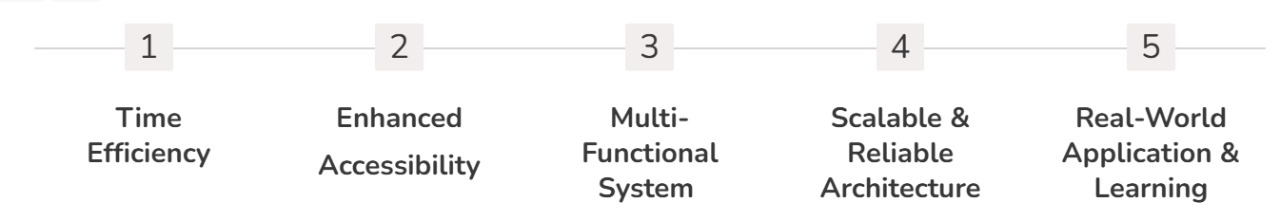 1
2
3
4
5
Time
Efficiency
Enhanced
Accessibility
Multi-
Functional
System
Scalable &
Reliable
Architecture
Real-World
Application &
Learning